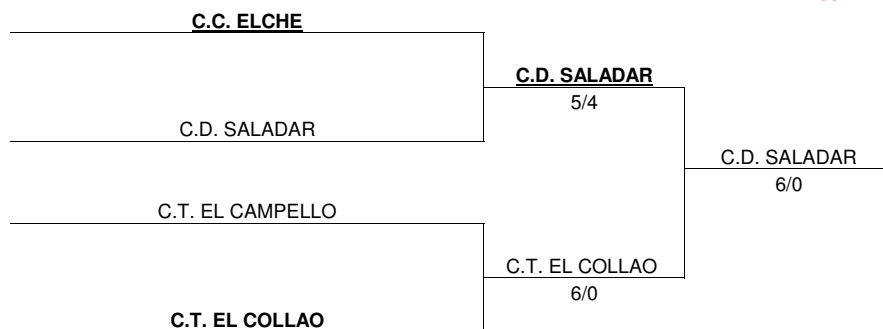 C.C. ELCHE
C.D. SALADAR
5/4
C.D. SALADAR
C.D. SALADAR
6/0
C.T. EL CAMPELLO
C.T. EL COLLAO
6/0
C.T. EL COLLAO